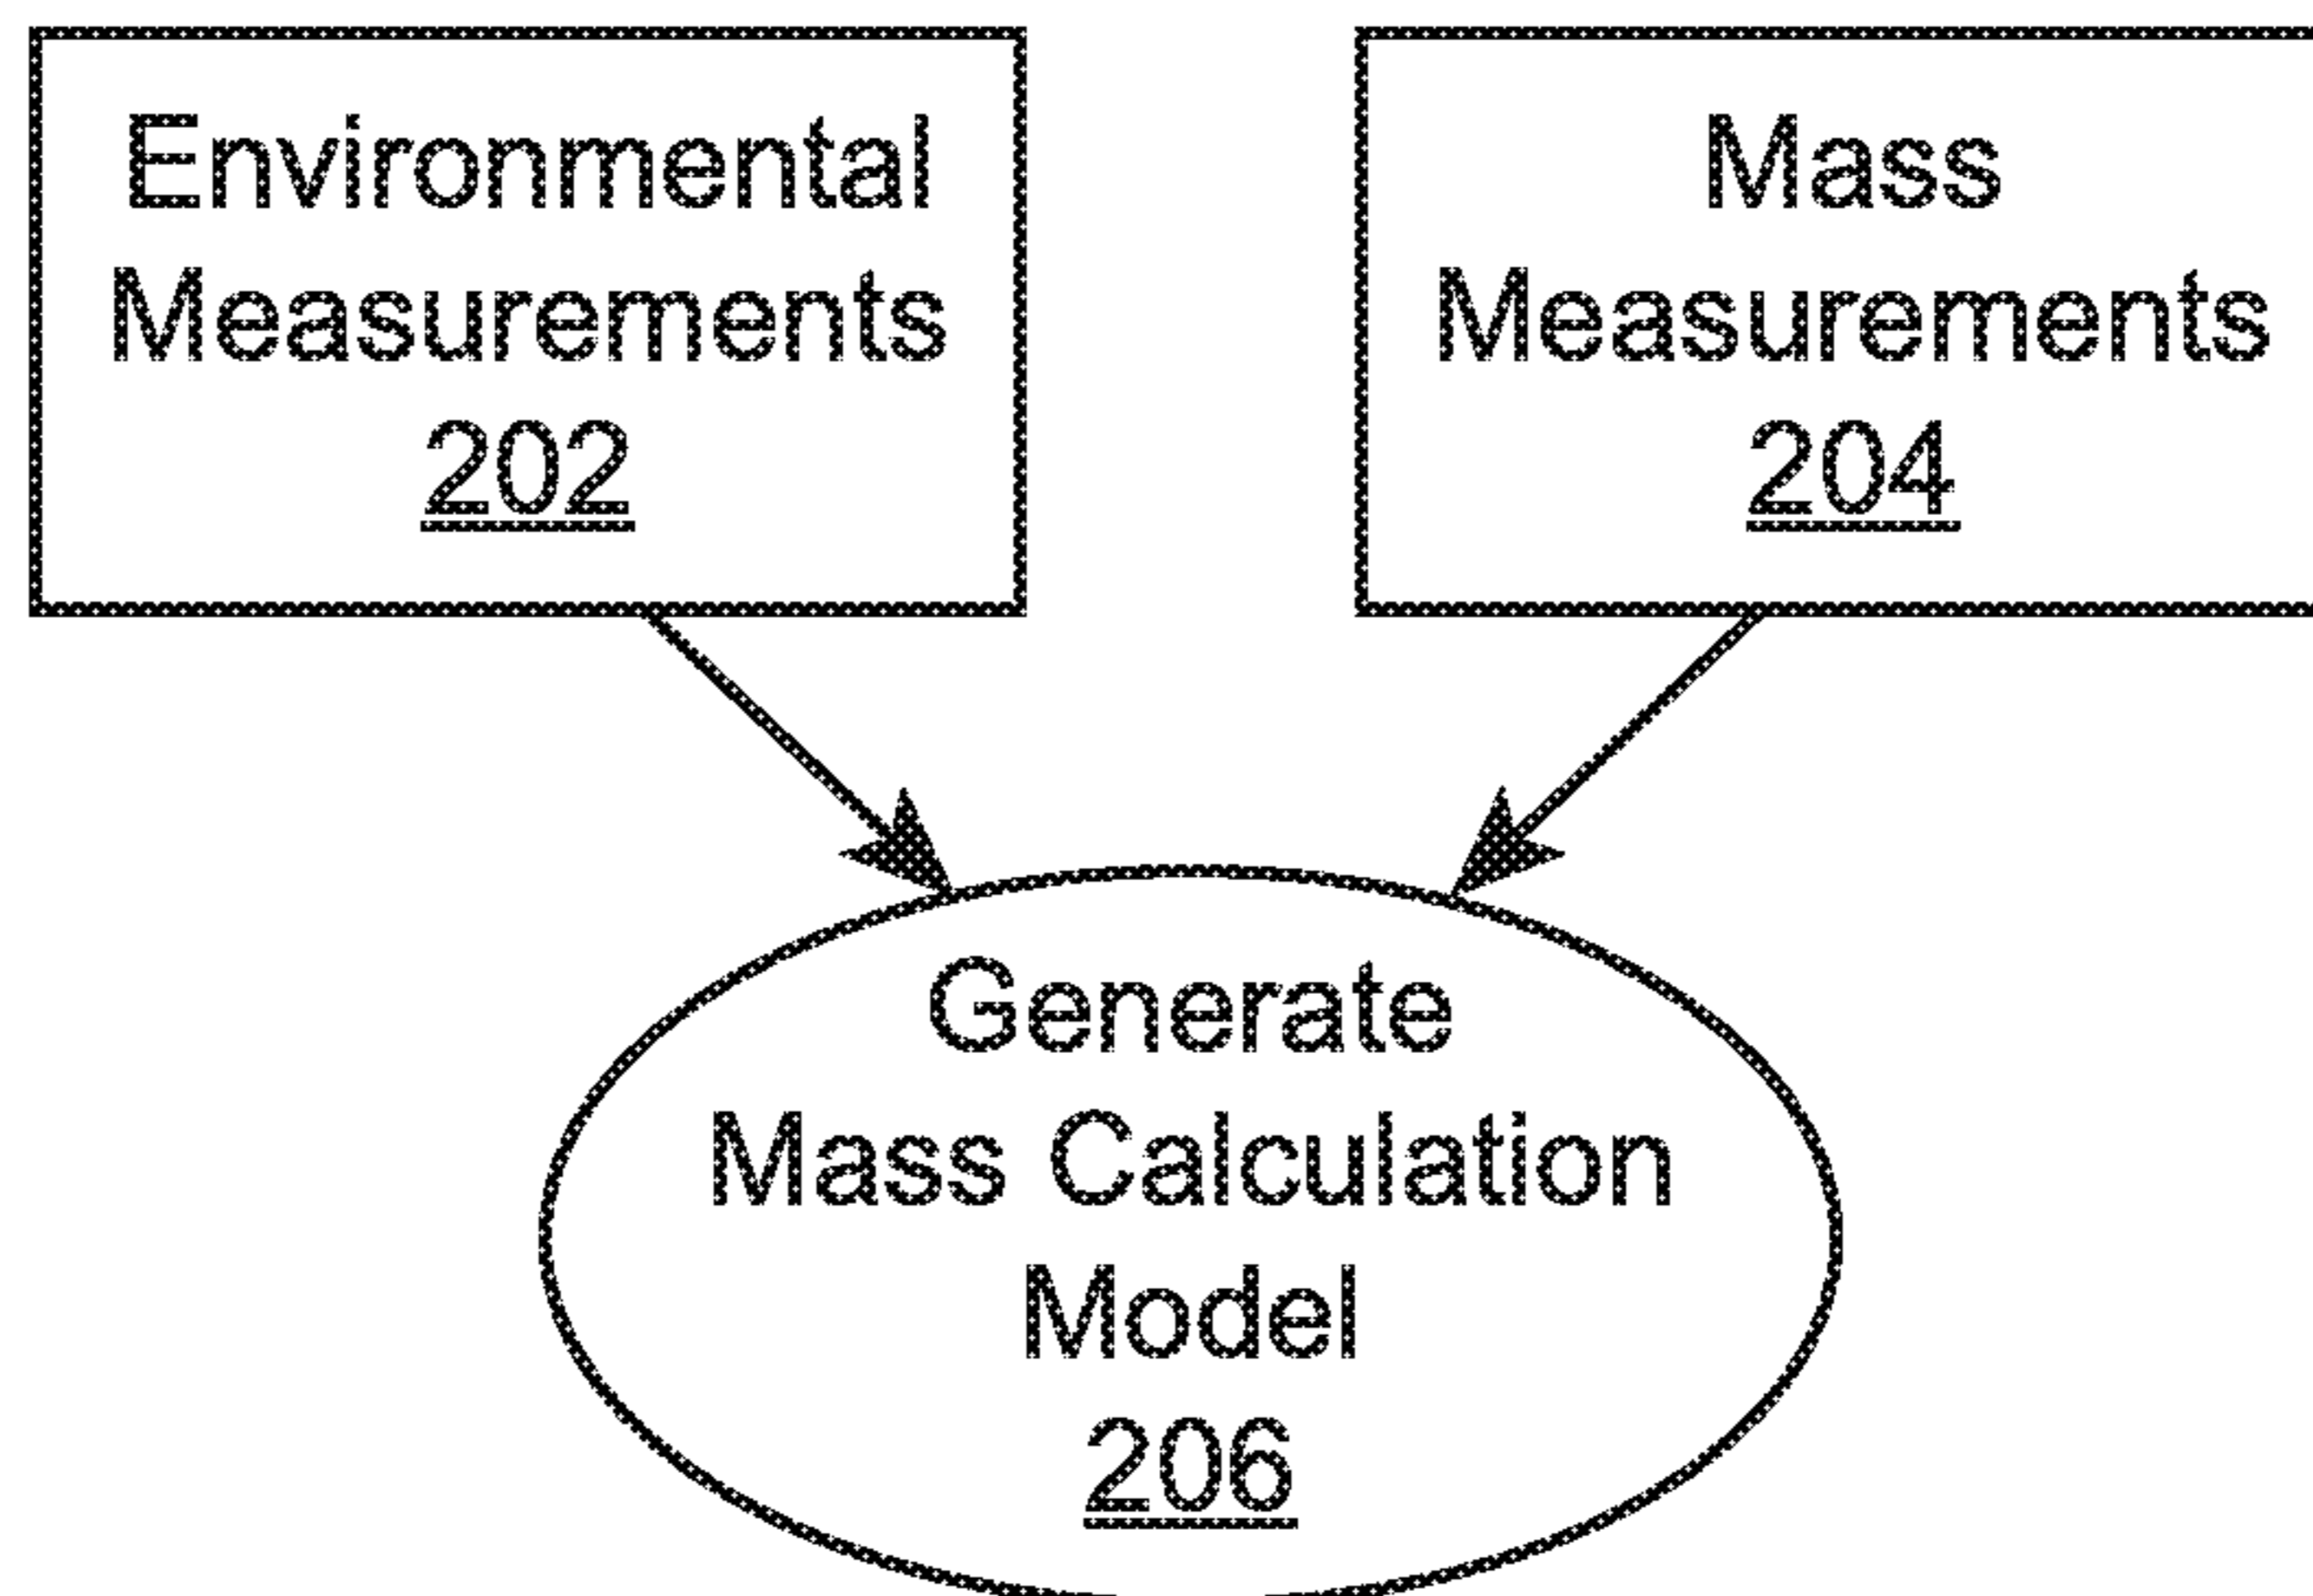 Environmental
Measurements
202
Mass
Measurements
204
Generate
Mass Calculation
Model
206